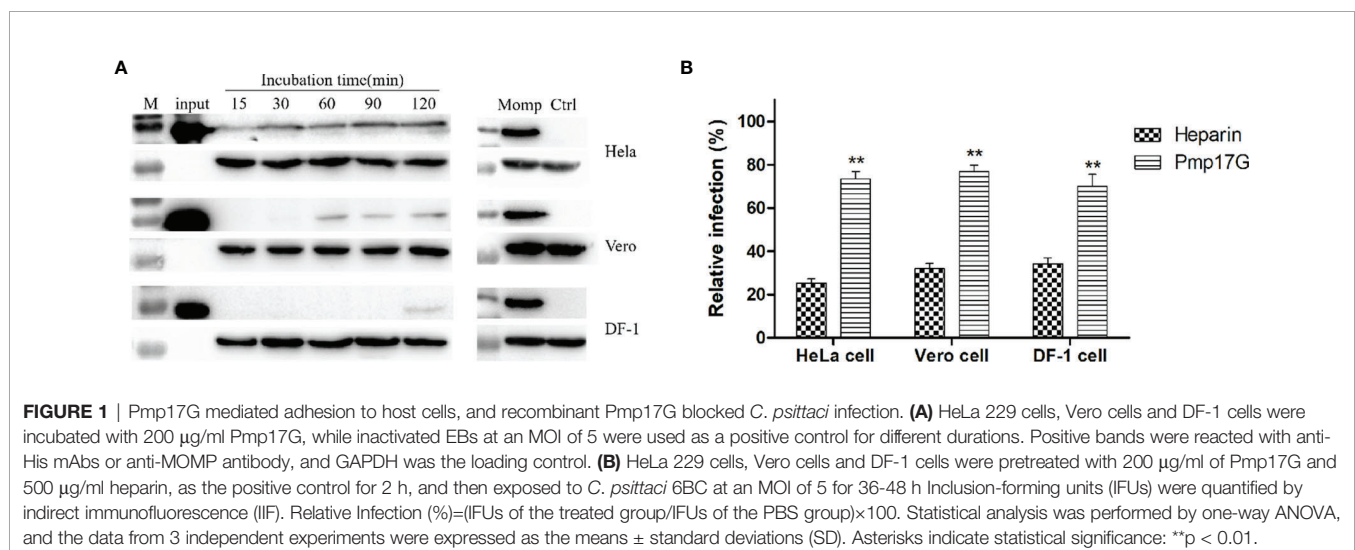 A
Incubation time(min)
M input 15 30 60 90 120
Momp Ctrl
Hela
Vero
DF-1
B
Relative infection (%)
100
80
60
40
20
0
** ** **
HeLa cell Vero cell DF-1 cell
Heparin
Pmp17G
FIGURE 1 | Pmp17G mediated adhesion to host cells, and recombinant Pmp17G blocked C. psittaci infection. (A) HeLa 229 cells, Vero cells and DF-1 cells were
incubated with 200 μg/ml Pmp17G, while inactivated EBs at an MOI of 5 were used as a positive control for different durations. Positive bands were reacted with anti-
His mAbs or anti-MOMP antibody, and GAPDH was the loading control. (B) HeLa 229 cells, Vero cells and DF-1 cells were pretreated with 200 μg/ml of Pmp17G and
500 μg/ml heparin, as the positive control for 2 h, and then exposed to C. psittaci 6BC at an MOI of 5 for 36-48 h Inclusion-forming units (IFUs) were quantified by
indirect immunofluorescence (IIF). Relative Infection (%)=(IFUs of the treated group/IFUs of the PBS group)×100. Statistical analysis was performed by one-way ANOVA,
and the data from 3 independent experiments were expressed as the means ± standard deviations (SD). Asterisks indicate statistical significance: **p < 0.01.